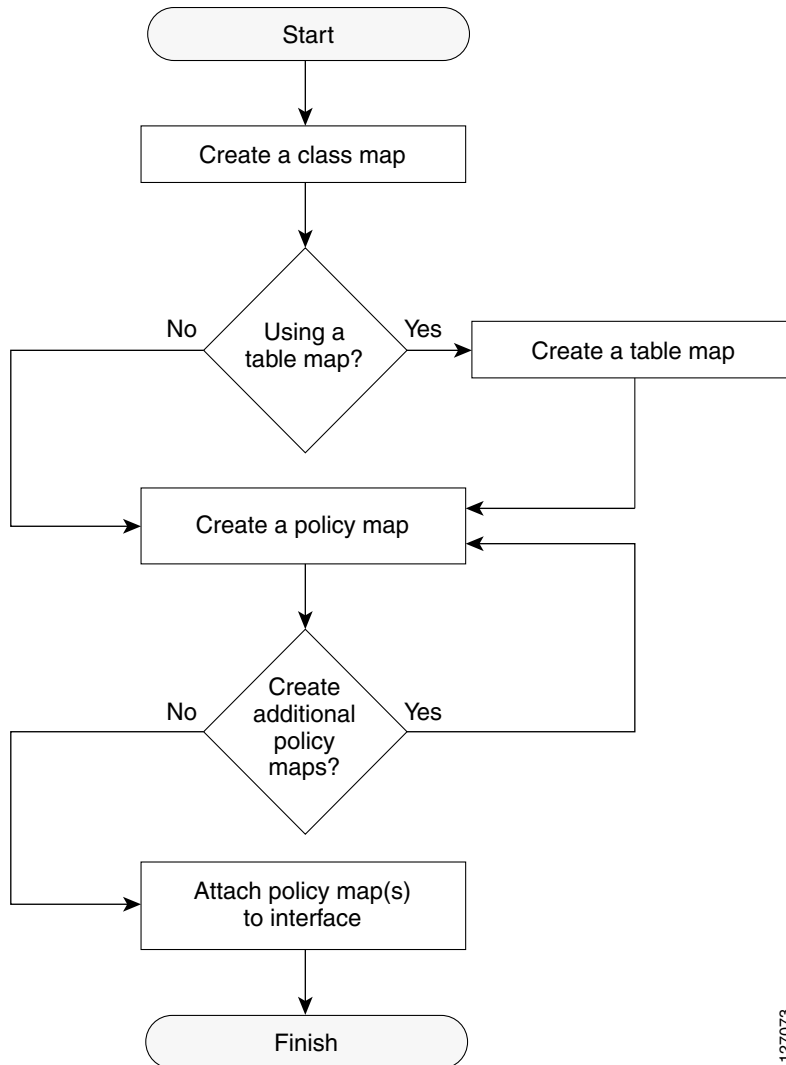 Start
Create a class map
No
Using a
table map?
Yes
Create a table map
Create a policy map
No
Create
additional
policy
maps?
Yes
Attach policy map(s)
to interface
Finish
127073